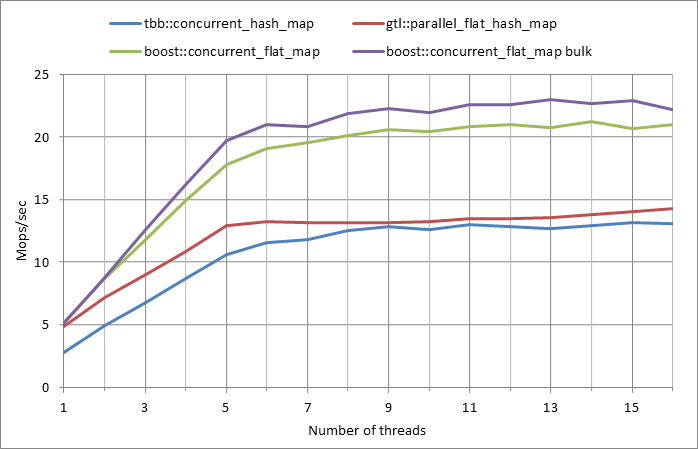 tbb::concurrent_hash_map gtl::parallel_flat_hash_map
boost::concurrent_flat_map boost::concurrent_flat_map bulk
25
20
15
10
5
0
Mops/sec
1 3 5 7 9 11 13 15
Number of threads